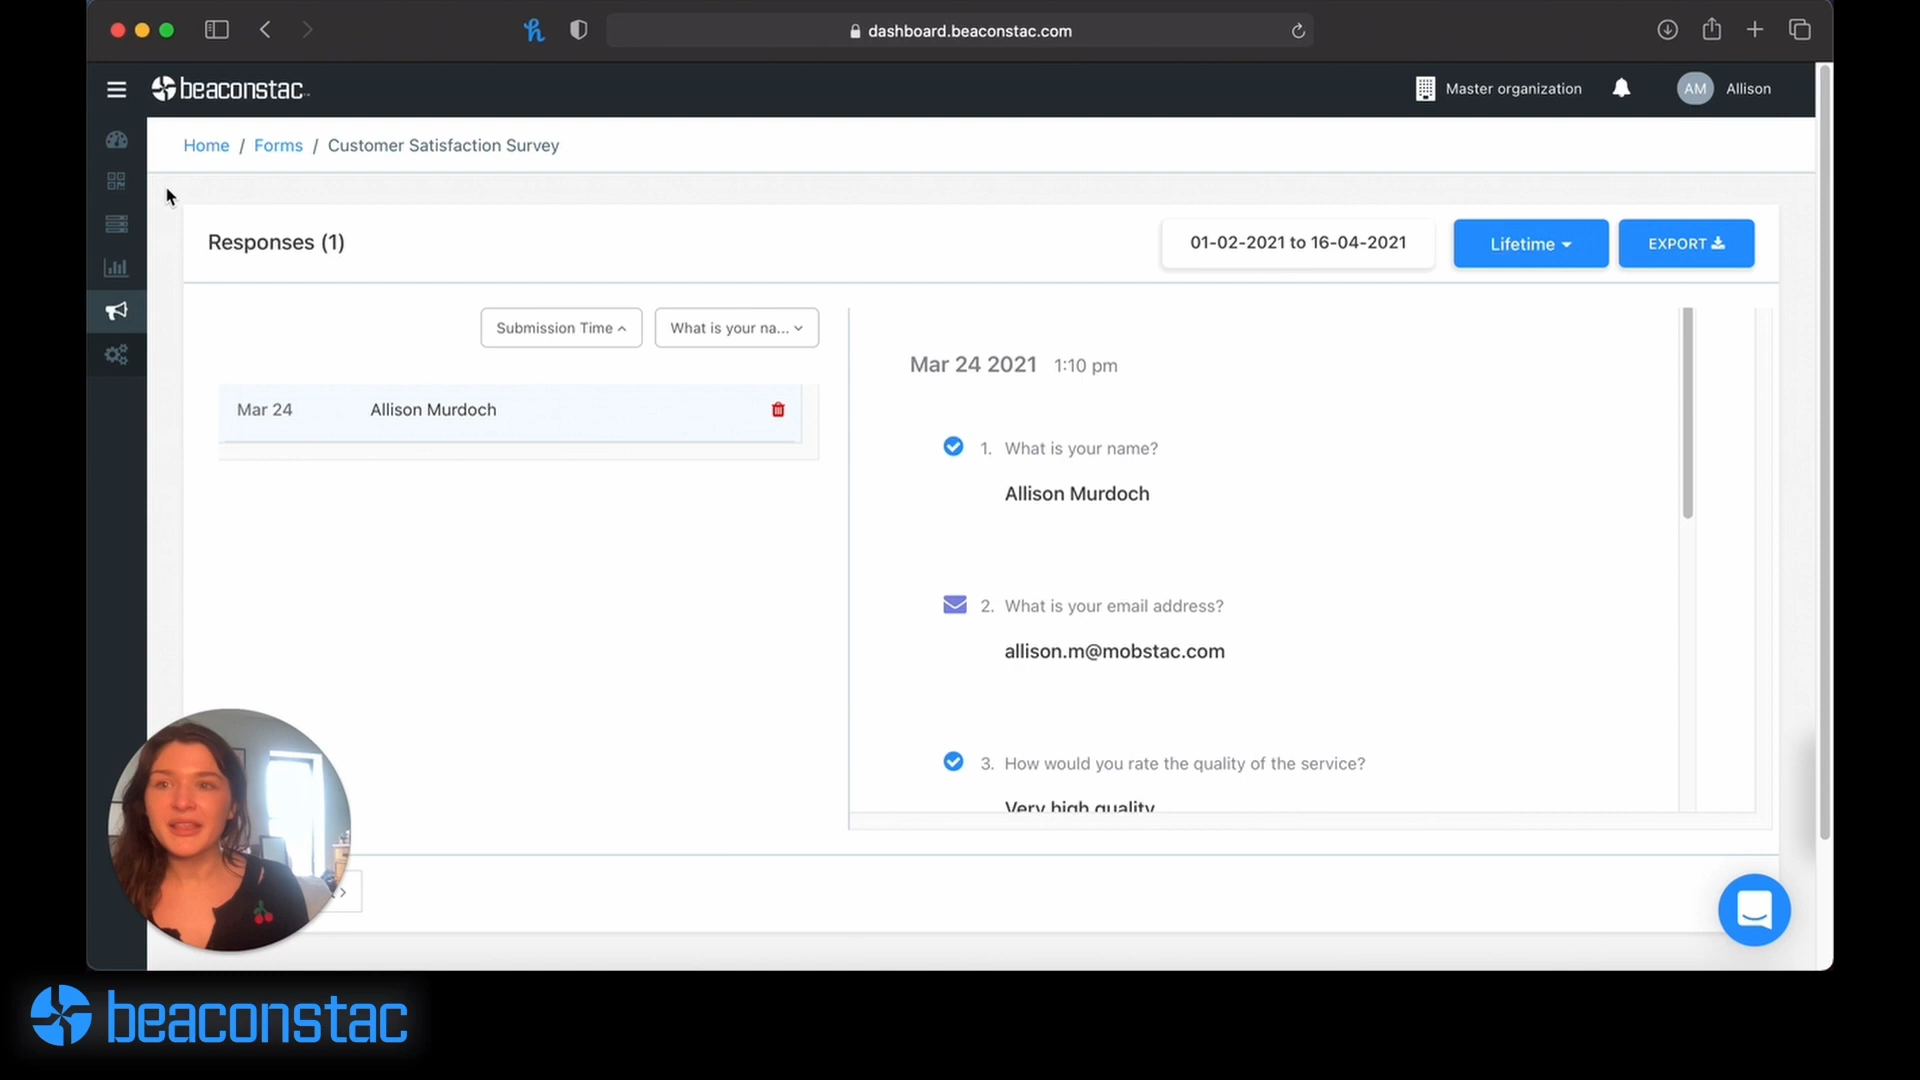 dashboard.beaconstac.com
beaconstac
Master organization
AM
Allison
Home / Forms / Customer Satisfaction Survey
Responses (1)
01-02-2021 to 16-04-2021
Lifetime
EXPORT
Submission Time
What is your na...
Mar 24
Allison Murdoch
Mar 24 2021 1:10 pm
1. What is your name?
Allison Murdoch
2. What is your email address?
allison.m@mobstac.com
3. How would you rate the quality of the service?
Very high quality
beaconstac